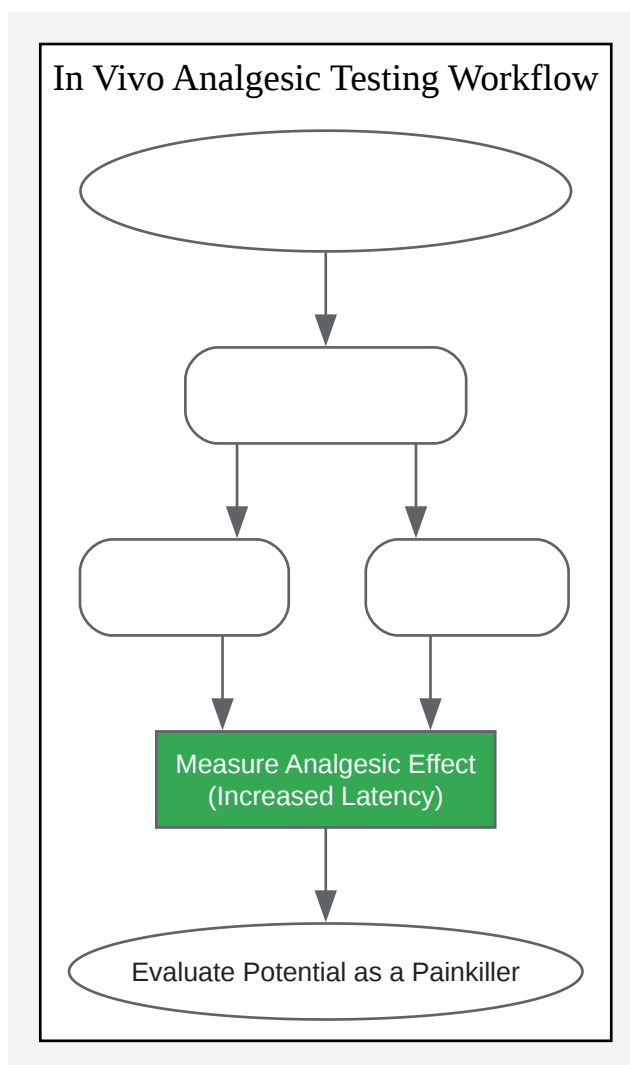 In Vivo Analgesic Testing Workflow
Measure Analgesic Effect
(Increased Latency)
Evaluate Potential as a Painkiller